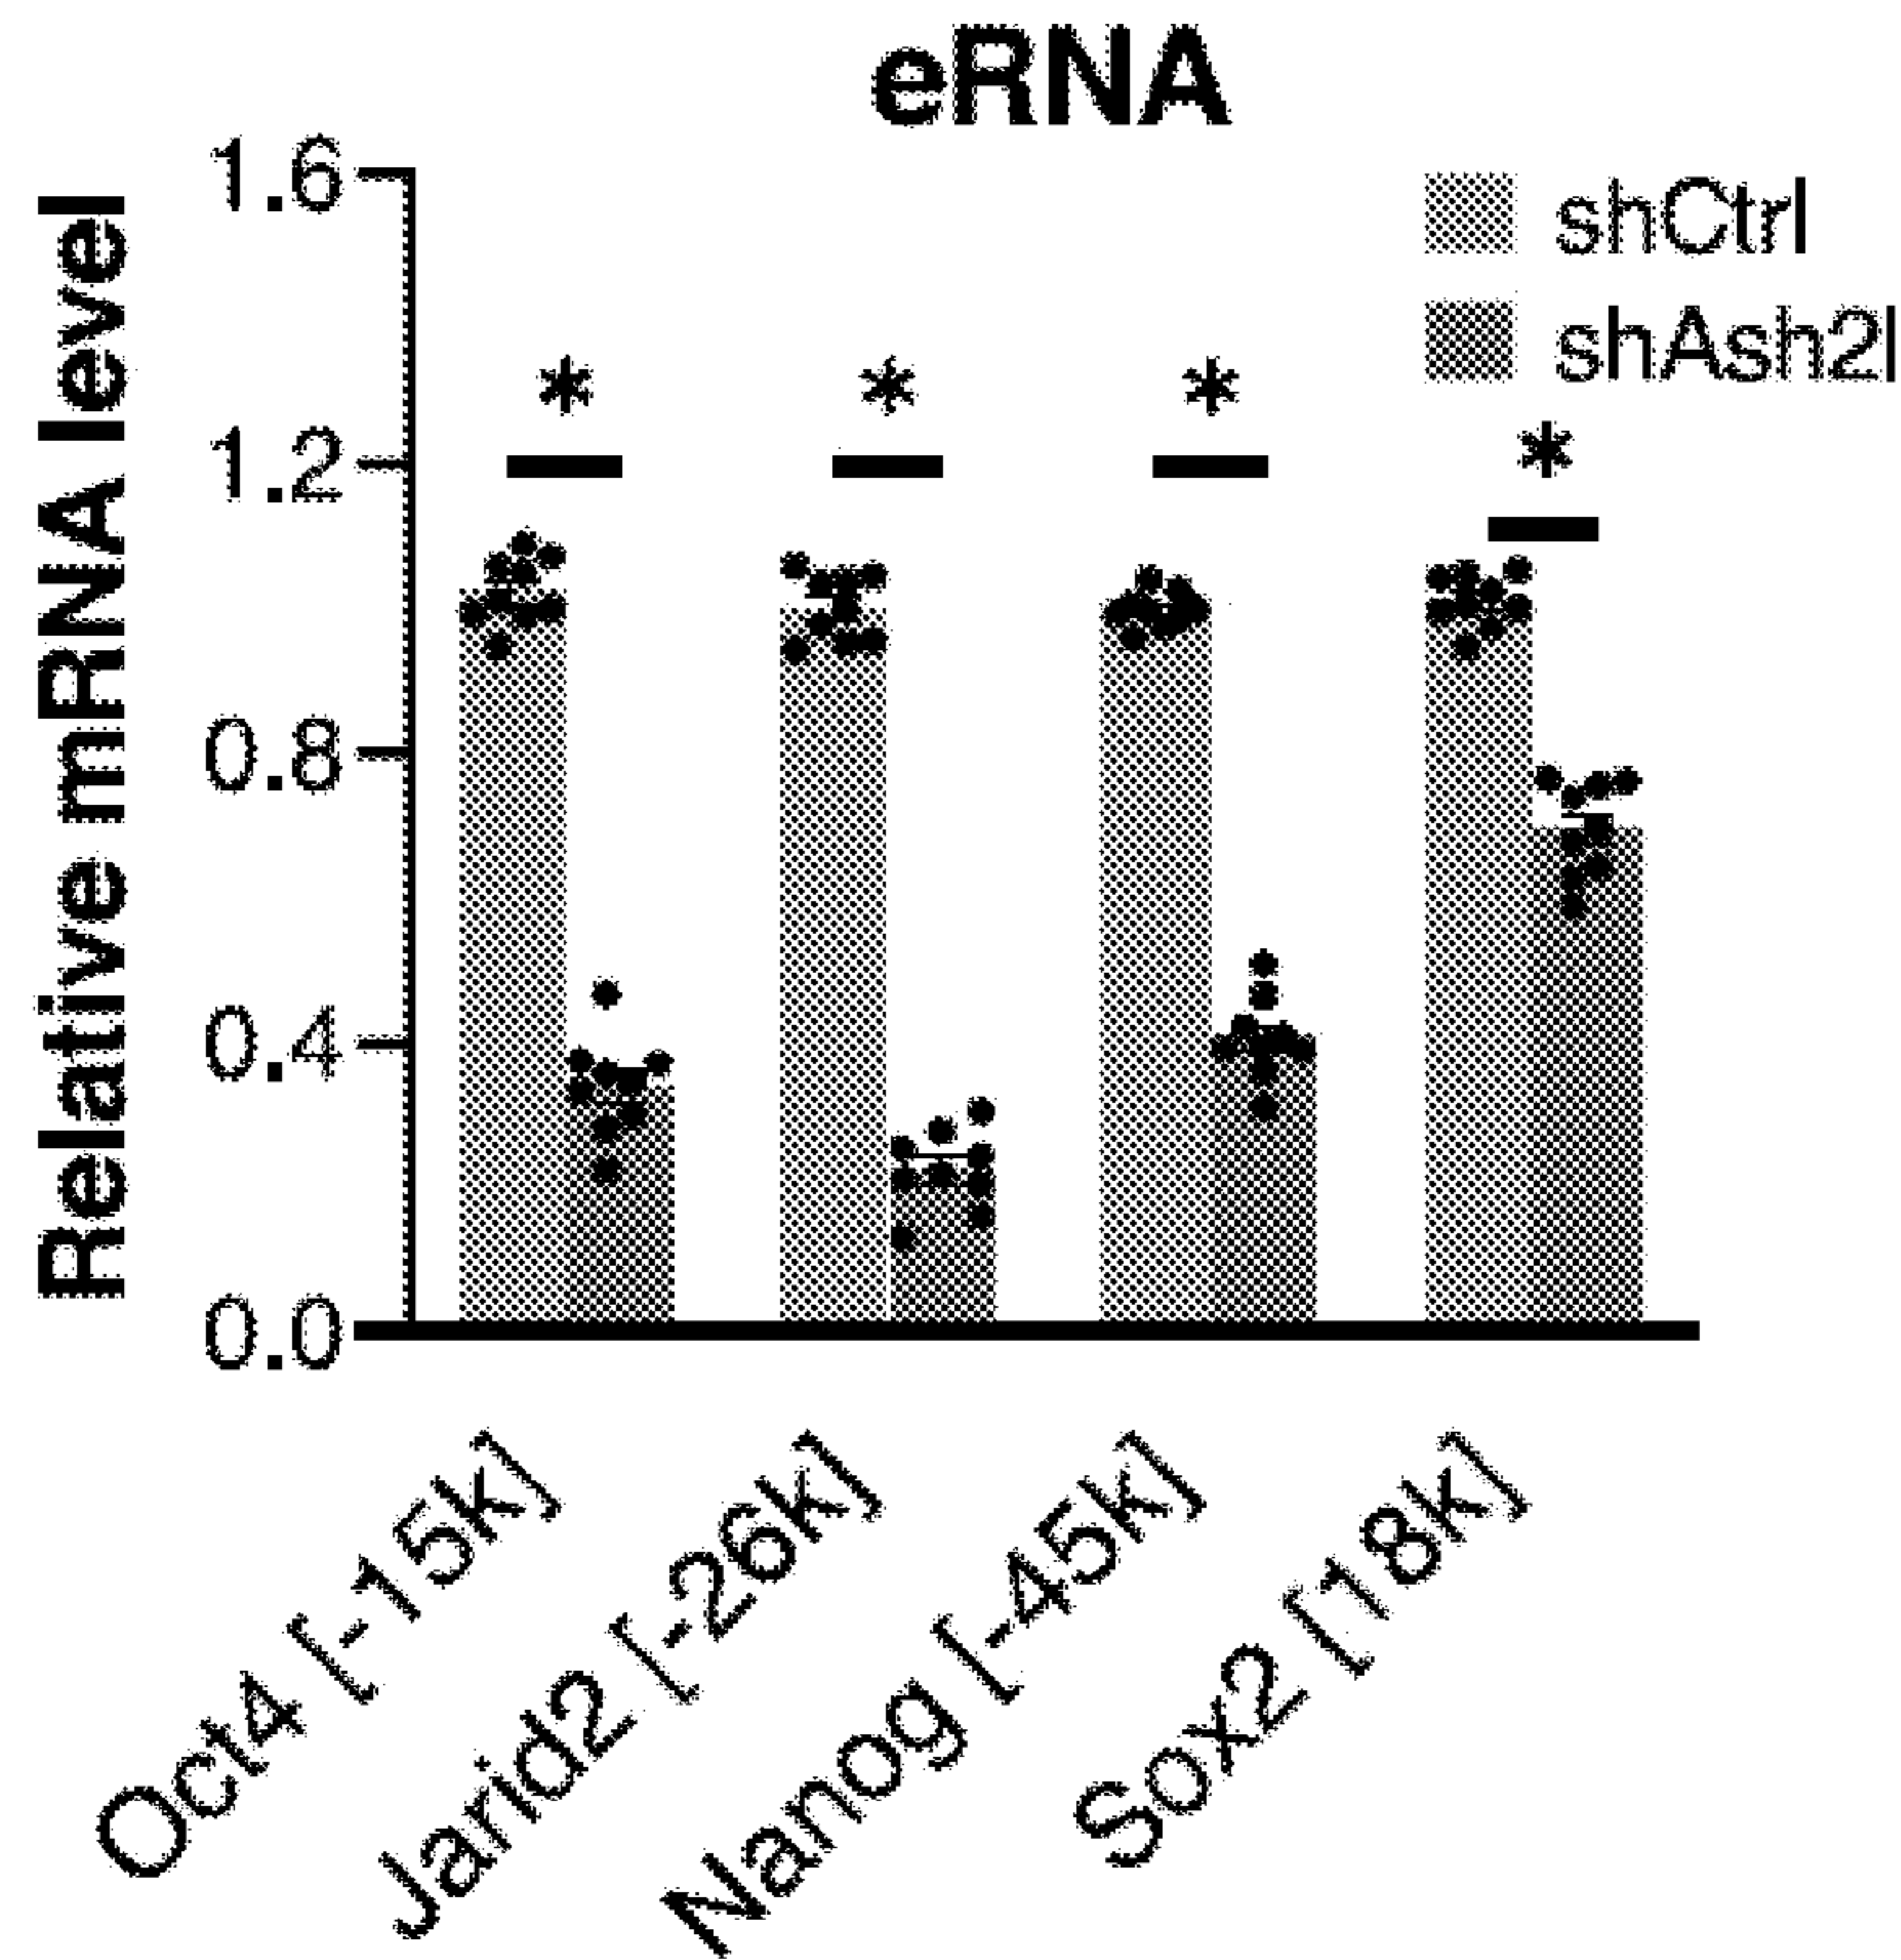 eRNA
shCtrl
shAsh2l
Relative mRNA level
1.6
1.2
0.8
0.4
0.0
*
*
*
*
Oct4 [-15k]
Jarid2 [-26k]
Nanog [-45k]
Sox2 [18k]